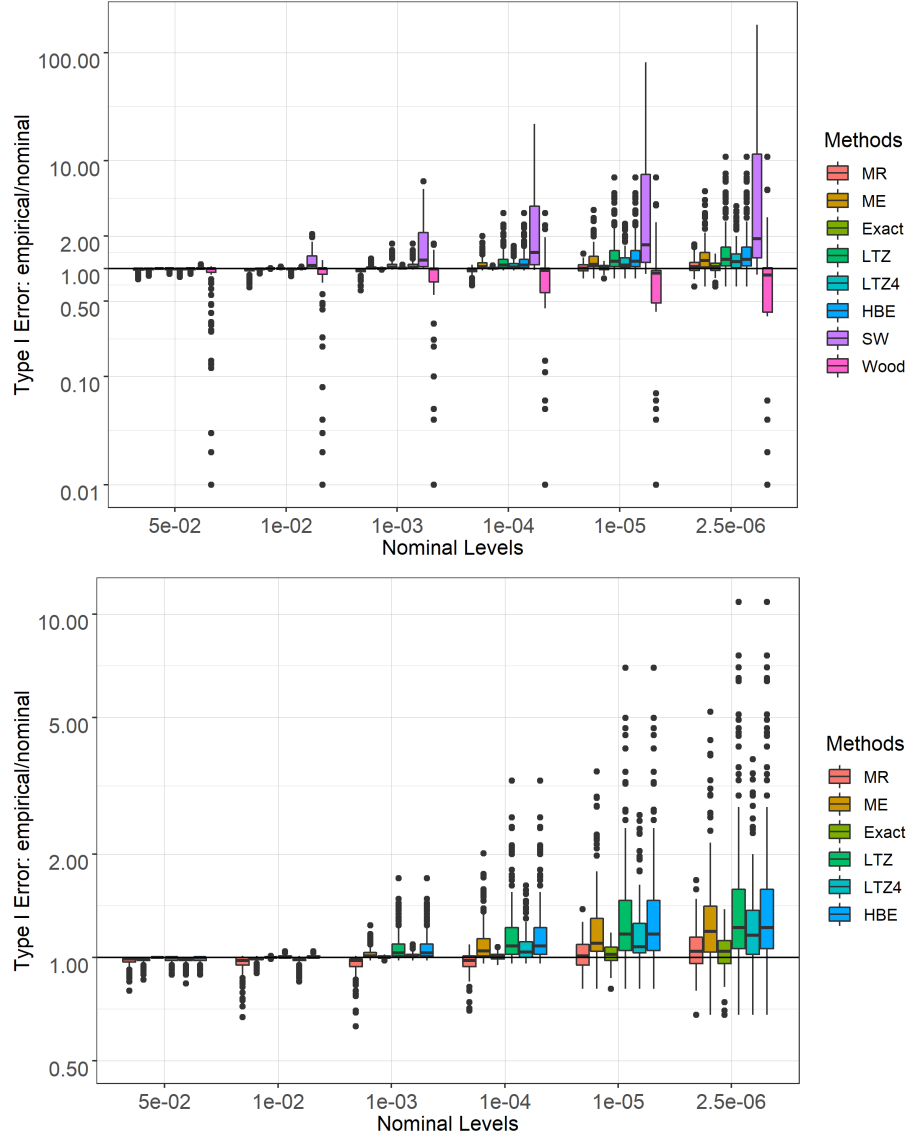 Type I Error: empirical/nominal
100.00
10.00
2.00
1.00
1.00
0.50
0.10
0.01
5e-02
1e-02
1e-03
1e-04
1e-05
2.5e-06
Nominal Levels
Methods
MR
ME
Exact
LTZ
LTZ4
HBE
SW
Wood
Type I Error: empirical/nominal
10.00
5.00
2.00
1.00
0.50
5e-02
1e-02
1e-03
1e-04
1e-05
2.5e-06
Nominal Levels
Methods
MR
ME
Exact
LTZ
LTZ4
HBE